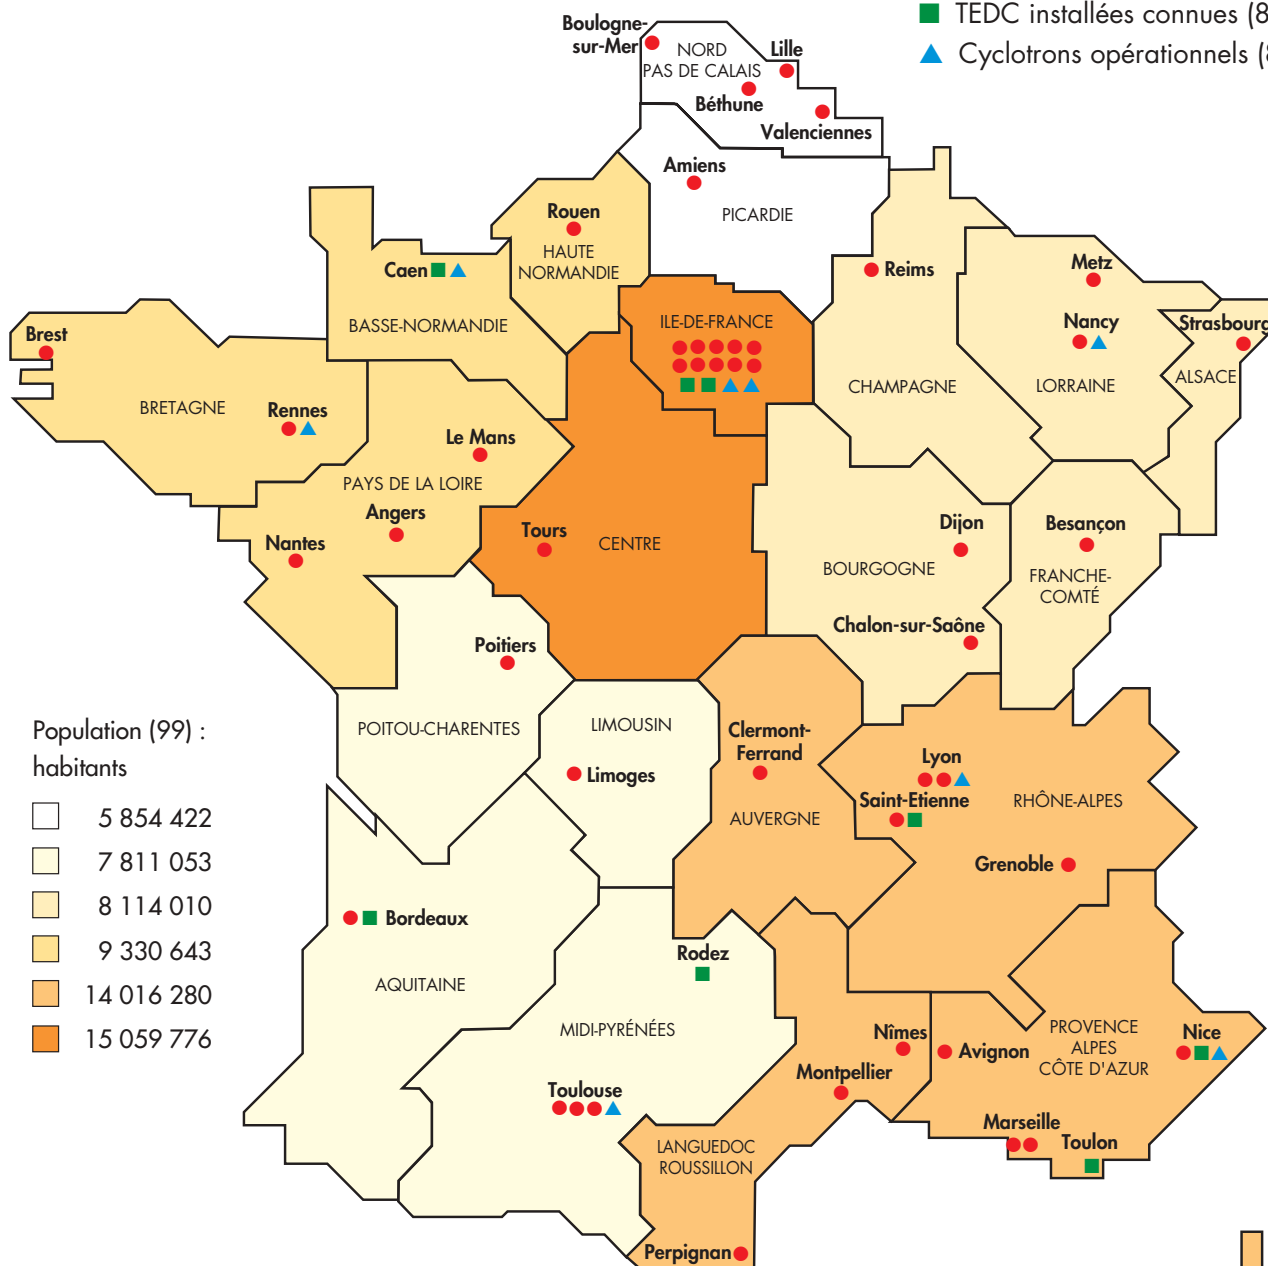 TEDC installées connues (8
Cyclotrons opérationnels (8
Boulogne-
sur-Mer
NORD
PAS DE CALAIS
Lille
Béthune
Valenciennes
Amiens
PICARDIE
Rouen
HAUTE
NORMANDIE
Caen
BASSE-NORMANDIE
Reims
Metz
Nancy
Strasbourg
ILE-DE-FRANCE
CHAMPAGNE
LORRAINE
ALSACE
Brest
BRETAGNE
Rennes
Le Mans
PAYS DE LA LOIRE
Angers
Nantes
Tours
CENTRE
Dijon
BOURGOGNE
Besançon
FRANCHE-
COMTÉ
Chalon-sur-Saône
Poitiers
POITOU-CHARENTES
LIMOUSIN
Limoges
Clermont-
Ferrand
AUVERGNE
Lyon
Saint-Etienne
RHÔNE-ALPES
Grenoble
Population (99) :
habitants
5 854 422
7 811 053
8 114 010
9 330 643
14 016 280
15 059 776
Bordeaux
AQUITAINE
Rodez
MIDI-PYRÉNÉES
Toulouse
Nîmes
Montpellier
Avignon
PROVENCE
ALPES
CÔTE D'AZUR
Nice
Marseille
Toulon
LANGUEDOC
ROUSSILLON
Perpignan